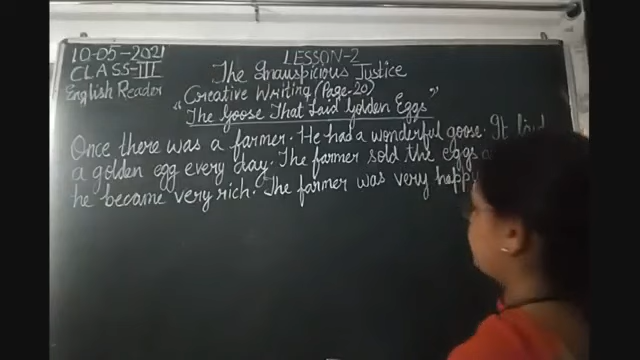 10-05-2021
CLASS-III
English Reader
LESSON-2
The Inauspicious Justice
Creative Writing (Page-20)
"The Goose That Laid Golden Eggs"
Once there was a farmer. He had a wonderful goose. It laid
a golden egg every day. The farmer sold the eggs
he became very rich. The farmer was very happy